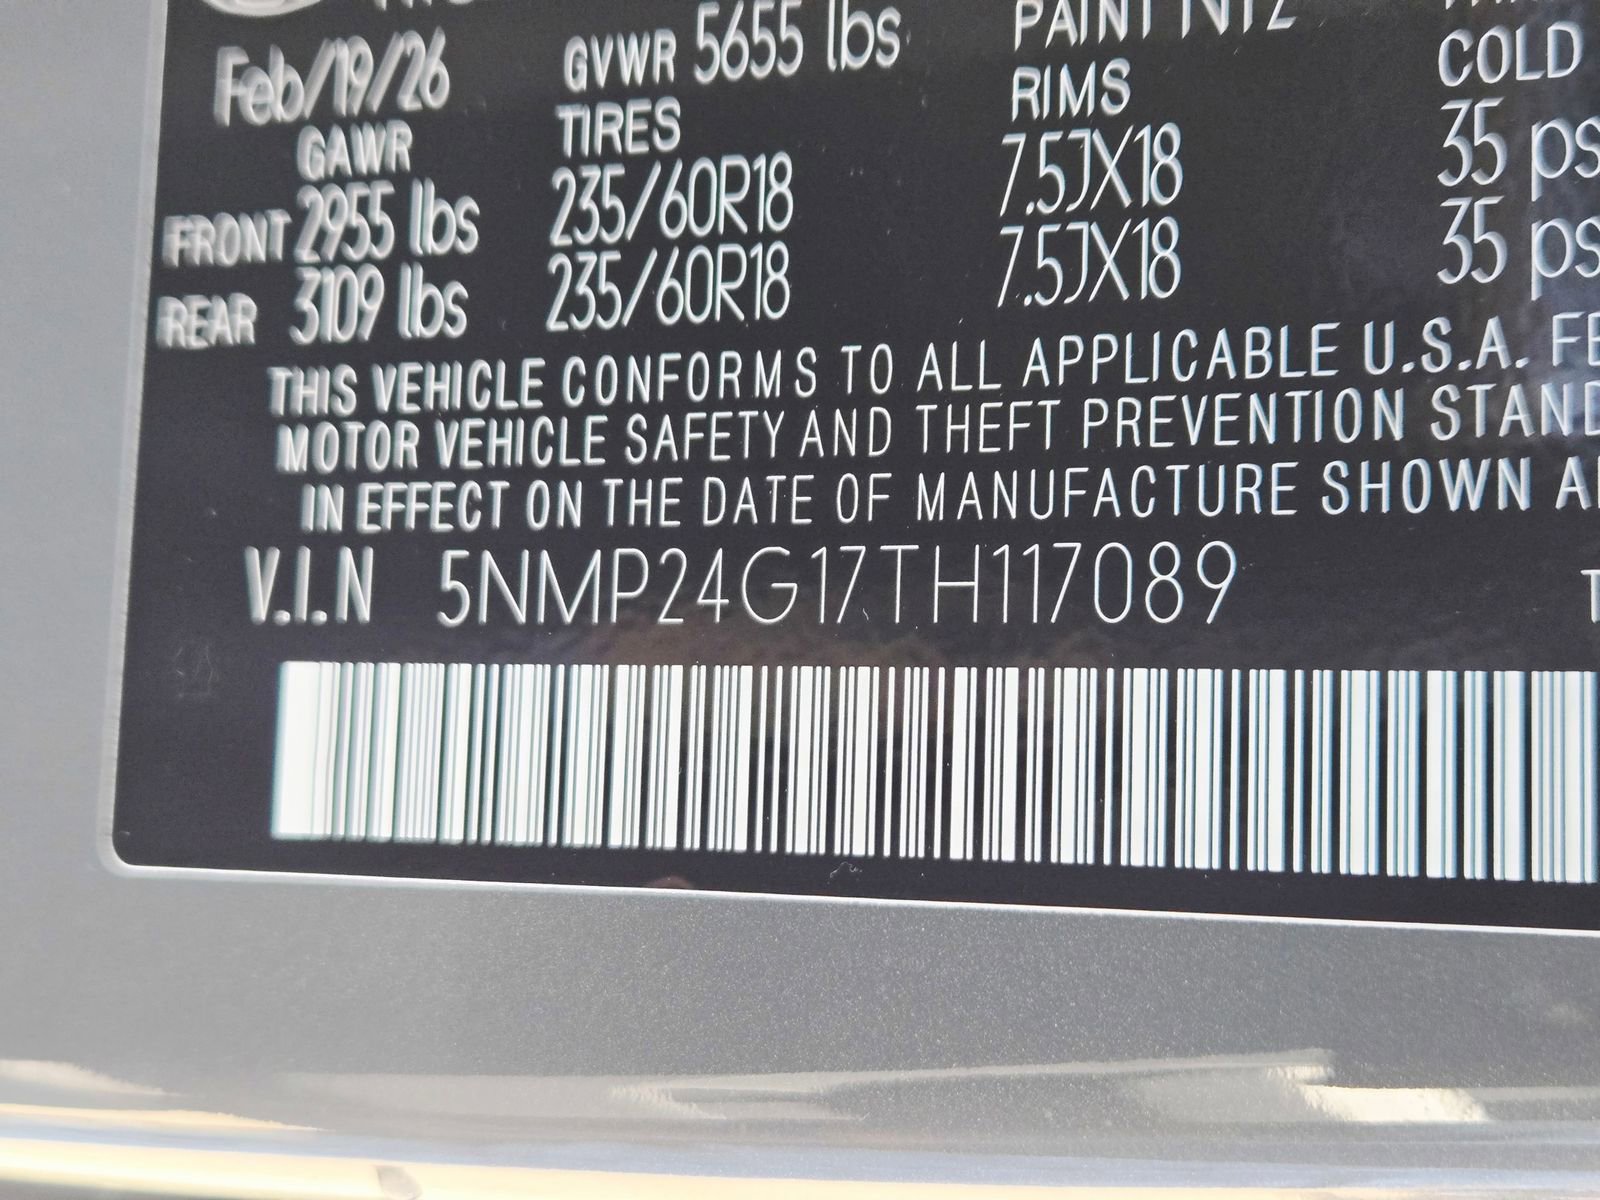 Feb/19/26 GVWR 5655 lbs PAINT
GAWR TIRES RIMS COLD
FRONT 2955 lbs 235/60R18 7.5JX18 35 ps
REAR 3109 lbs 235/60R18 7.5JX18 35 ps
THIS VEHICLE CONFORMS TO ALL APPLICABLE U.S.A. FE
MOTOR VEHICLE SAFETY AND THEFT PREVENTION STAND
IN EFFECT ON THE DATE OF MANUFACTURE SHOWN A
V.I.N 5NMP24G17TH117089 T